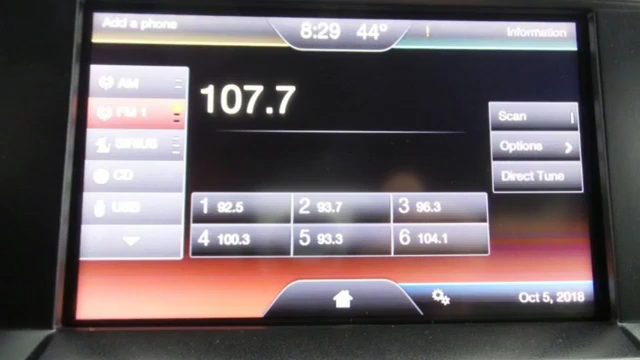 Add a phone
8:29 44°
Information
AM
FM 1
SIRIUS
CD
USB
107.7
Scan
Options
Direct Tune
1 92.5
2 93.7
3 96.3
4 100.3
5 93.3
6 104.1
Oct 5, 2018